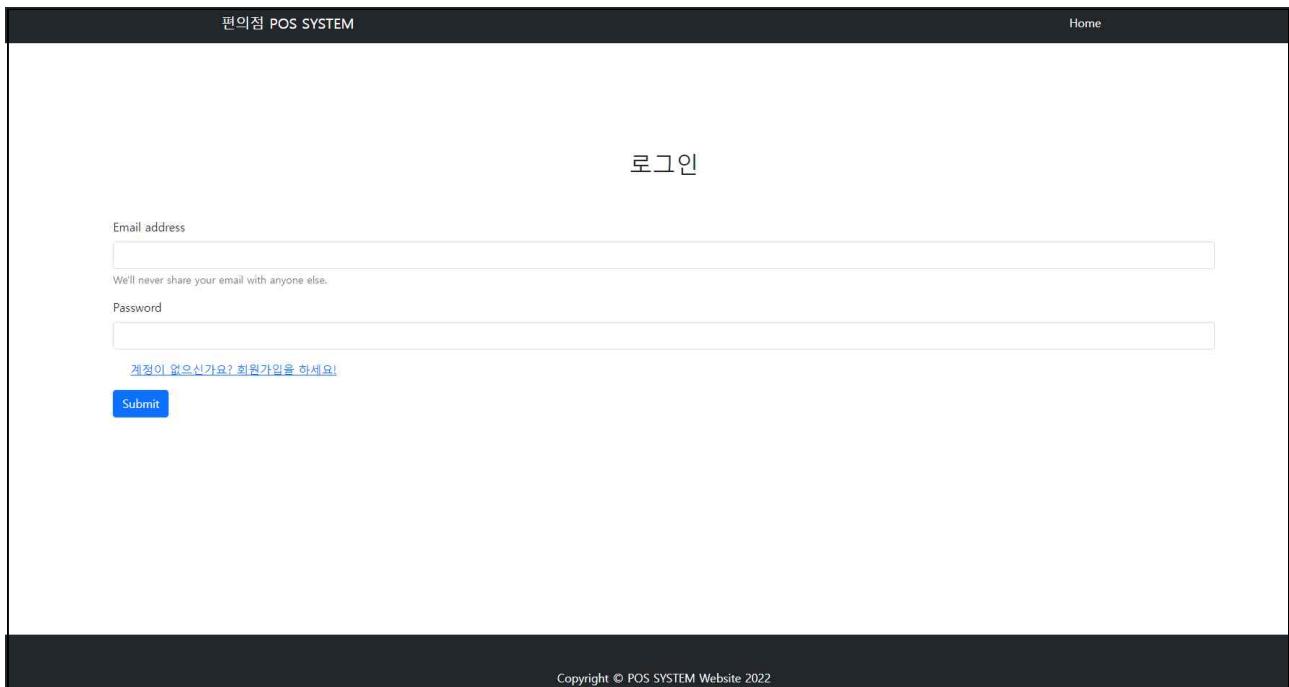 편의점 POS SYSTEM
Home
로그인
Email address
We'll never share your email with anyone else.
Password
계정이 없으신가요? 회원가입을 하세요!
Submit
Copyright © POS SYSTEM Website 2022